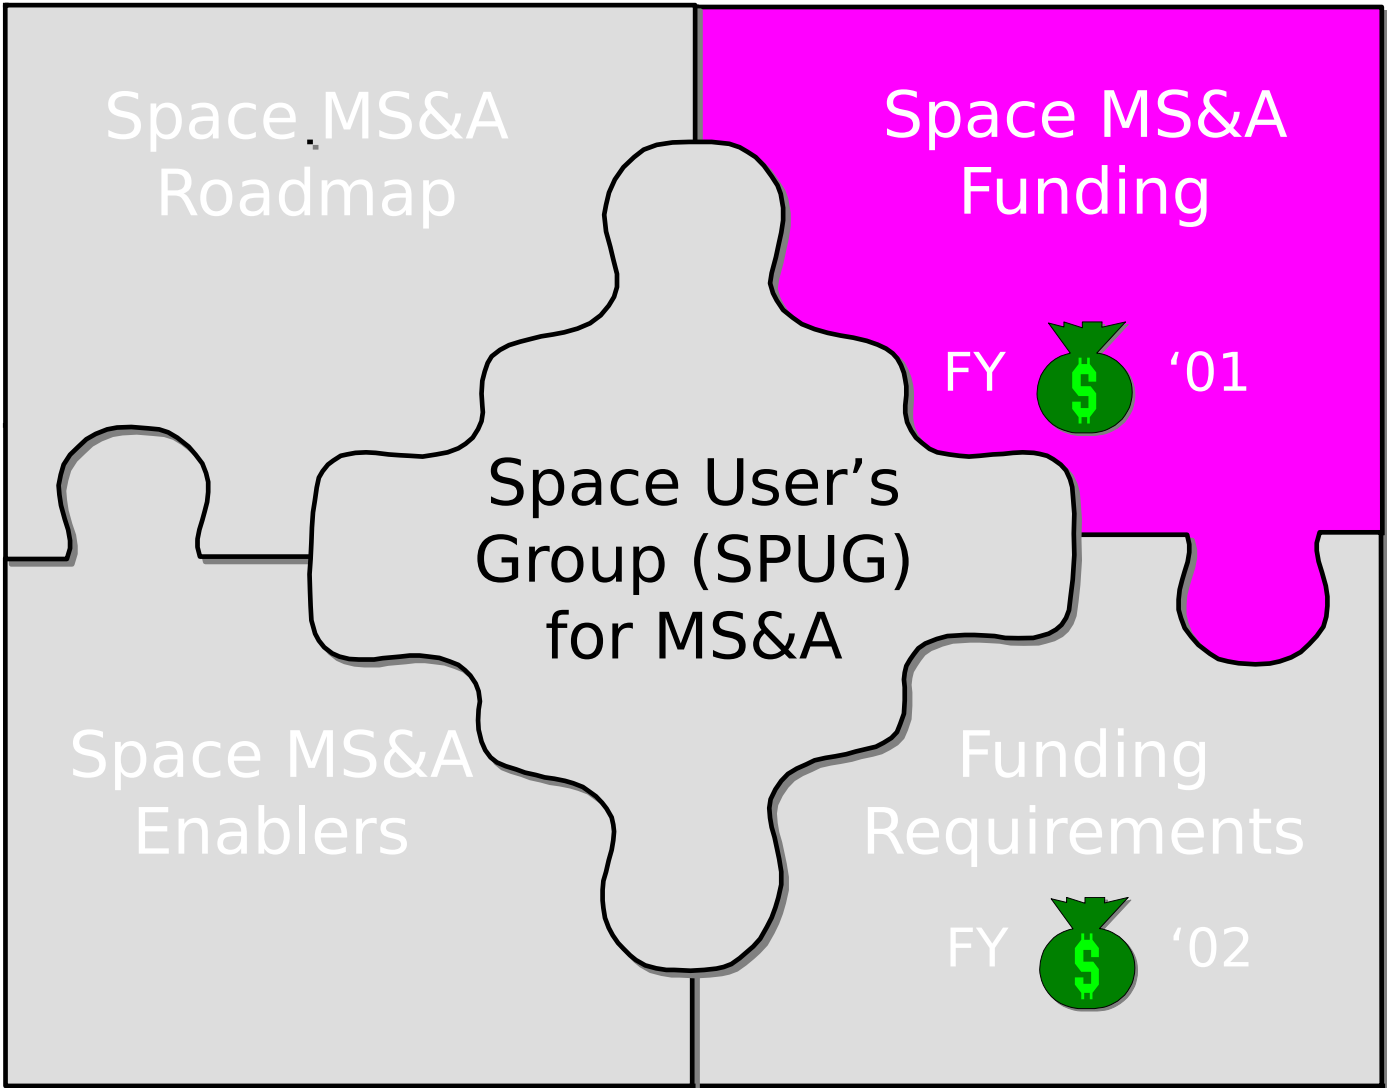 Space MS&A
Roadmap
Space MS&A
Funding
FY $ ‘01
Space User’s
Group (SPUG)
for MS&A
Space MS&A
Enablers
Funding
Requirements
FY $ ‘02